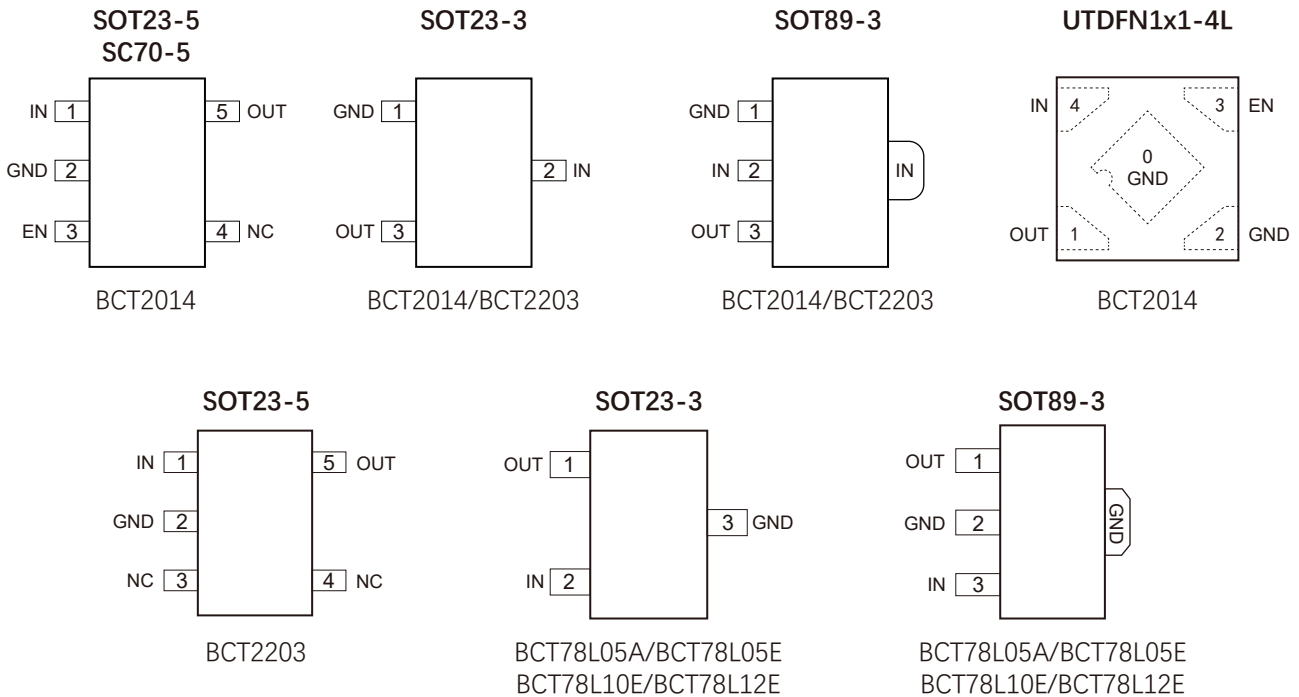 SOT23-5
SC70-5
IN 1
5 OUT
GND 2
EN 3
4 NC
BCT2014
SOT23-3
GND 1
2 IN
OUT 3
BCT2014/BCT2203
SOT89-3
GND 1
IN 2
IN
OUT 3
BCT2014/BCT2203
UTDFN1x1-4L
IN 4
3 EN
0
GND
OUT 1
2 GND
BCT2014
SOT23-5
IN 1
5 OUT
GND 2
NC 3
4 NC
BCT2203
SOT23-3
OUT 1
3 GND
IN 2
BCT78L05A/BCT78L05E
BCT78L10E/BCT78L12E
SOT89-3
OUT 1
GND 2
GND
IN 3
BCT78L05A/BCT78L05E
BCT78L10E/BCT78L12E